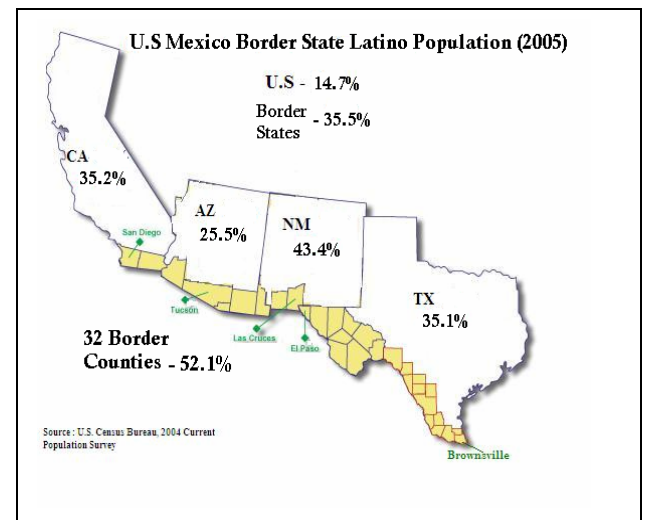 U.S Mexico Border State Latino Population (2005)
U.S - 14.7%
Border
States - 35.5%
CA
35.2%
AZ
25.5%
NM
43.4%
TX
35.1%
San Diego
Tucson
Las Cruces
El Paso
32 Border
Counties - 52.1%
Source : U.S. Census Bureau, 2004 Current
Population Survey
Brownsville